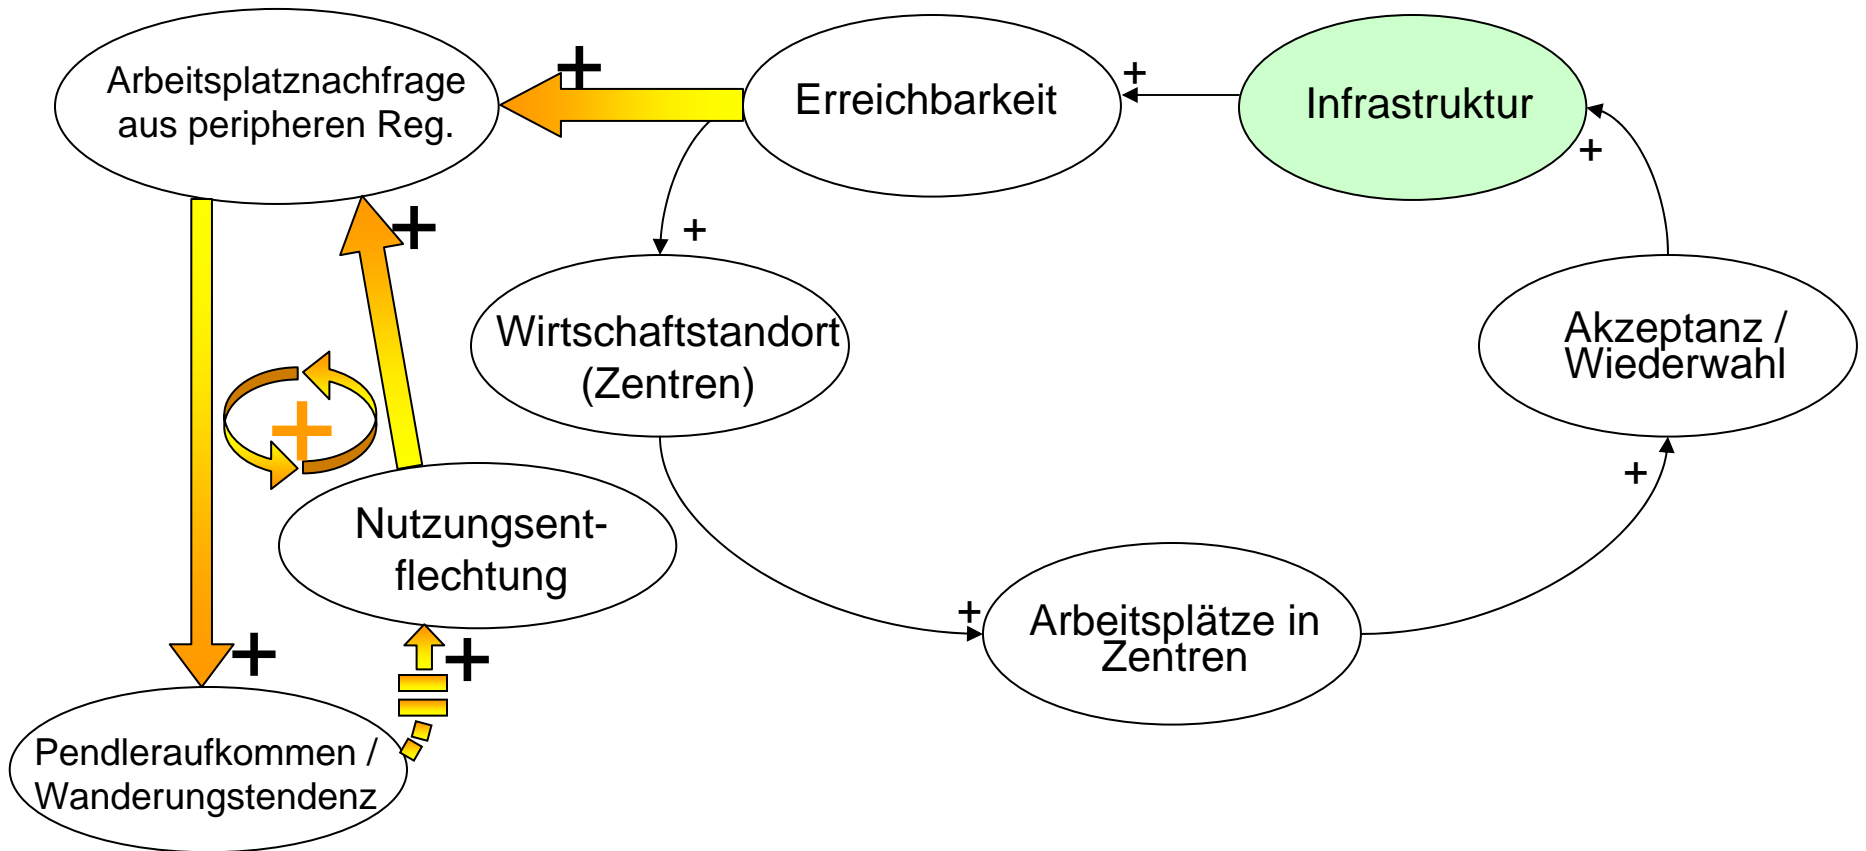 Arbeitsplatznachfrage
aus peripheren Reg.
+
Erreichbarkeit
+
Infrastruktur
+
+
+
Wirtschaftstandort
(Zentren)
Akzeptanz /
Wiederwahl
+
+
Nutzungsent-
flechtung
+
Arbeitsplätze in
Zentren
+
+
Pendleraufkommen /
Wanderungstendenz